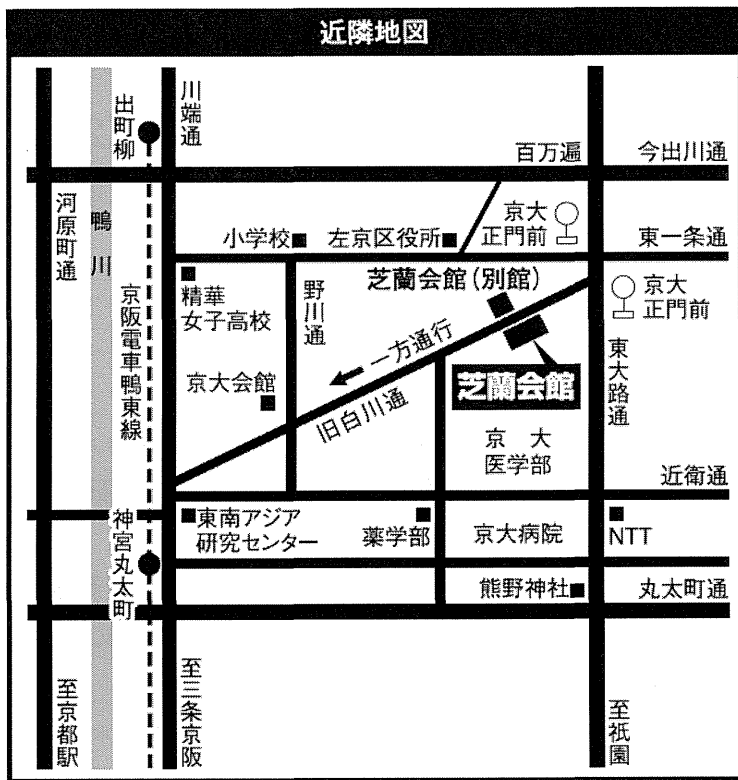 近隣地図
出町柳
川端通
百万遍
今出川通
河原町通
鴨川
小学校
左京区役所
京大
正門前
東一条通
京阪電車鴨東線
精華
女子高校
野川通
芝蘭会館(別館)
京大
正門前
一方通行
芝蘭会館
東大路通
京大会館
旧白川通
京大
医学部
近衛通
神宮丸太町
東南アジア
研究センター
薬学部
京大病院
NTT
熊野神社
丸太町通
至京都駅
至三条京阪
至祇園